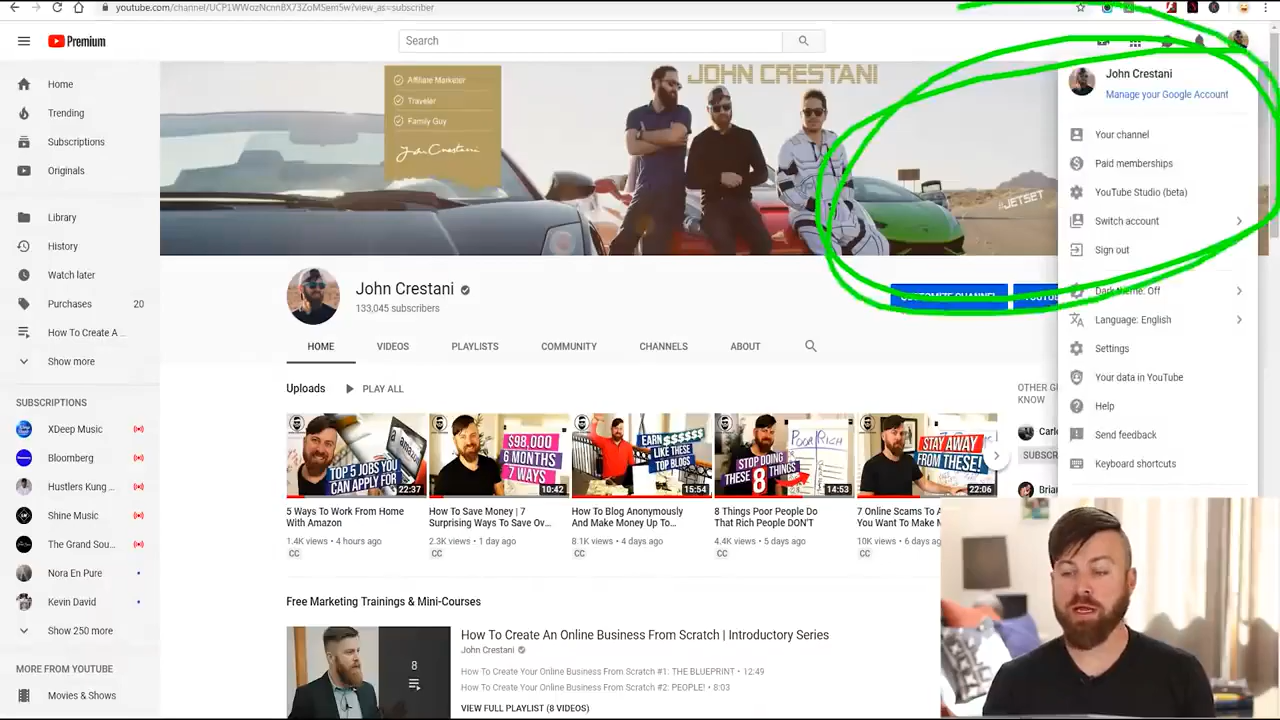 youtube.com/channel/UCP1WWozNcnnBX73ZoMSem5w?view_as=subscriber
Premium
Search
Home
Trending
Subscriptions
Originals
Library
History
Watch later
Purchases 20
How To Create A ...
Show more
SUBSCRIPTIONS
XDeep Music
Bloomberg
Hustlers Kung ...
Shine Music
The Grand Sou...
Nora En Pure
Kevin David
Show 250 more
MORE FROM YOUTUBE
Movies & Shows
Affiliate Marketer
Traveler
Family Guy
John Crestani
JOHN CRESTANI
#JETSET
John Crestani
133,045 subscribers
CUSTOMIZE CHANNEL
HOME VIDEOS PLAYLISTS COMMUNITY CHANNELS ABOUT
Uploads PLAY ALL
TOP 5 JOBS YOU
CAN APPLY FOR
22:37
$98,000
6 MONTHS
7 WAYS
10:42
EARN $$$$$$
LIKE THESE
TOP BLOGS
15:54
POOR RICH
STOP DOING
THESE 8 THINGS
14:53
STAY AWAY
FROM THESE!
22:06
5 Ways To Work From Home
With Amazon
1.4K views • 4 hours ago
CC
How To Save Money | 7
Surprising Ways To Save Ov...
2.3K views • 1 day ago
CC
How To Blog Anonymously
And Make Money Up To...
8.1K views • 4 days ago
CC
8 Things Poor People Do
That Rich People DON'T
4.4K views • 5 days ago
CC
7 Online Scams To A
You Want To Make M
10K views • 6 days ag
CC
OTHER G
KNOW
Carl
SUBSC
Briar
Free Marketing Trainings & Mini-Courses
8
How To Create An Online Business From Scratch | Introductory Series
John Crestani
How To Create Your Online Business From Scratch #1: THE BLUEPRINT • 12:49
How To Create Your Online Business From Scratch #2: PEOPLE! • 8:03
VIEW FULL PLAYLIST (8 VIDEOS)
John Crestani
Manage your Google Account
Your channel
Paid memberships
YouTube Studio (beta)
Switch account
Sign out
Dark theme: Off
Language: English
Settings
Your data in YouTube
Help
Send feedback
Keyboard shortcuts